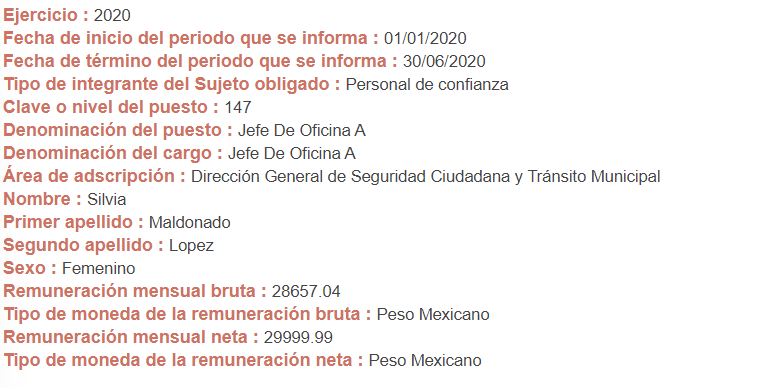 Ejercicio : 2020
Fecha de inicio del periodo que se informa : 01/01/2020
Fecha de término del periodo que se informa : 30/06/2020
Tipo de integrante del Sujeto obligado : Personal de confianza
Clave o nivel del puesto : 147
Denominación del puesto : Jefe De Oficina A
Denominación del cargo : Jefe De Oficina A
Área de adscripción : Dirección General de Seguridad Ciudadana y Tránsito Municipal
Nombre : Silvia
Primer apellido : Maldonado
Segundo apellido : Lopez
Sexo : Femenino
Remuneración mensual bruta : 28657.04
Tipo de moneda de la remuneración bruta : Peso Mexicano
Remuneración mensual neta : 29999.99
Tipo de moneda de la remuneración neta : Peso Mexicano